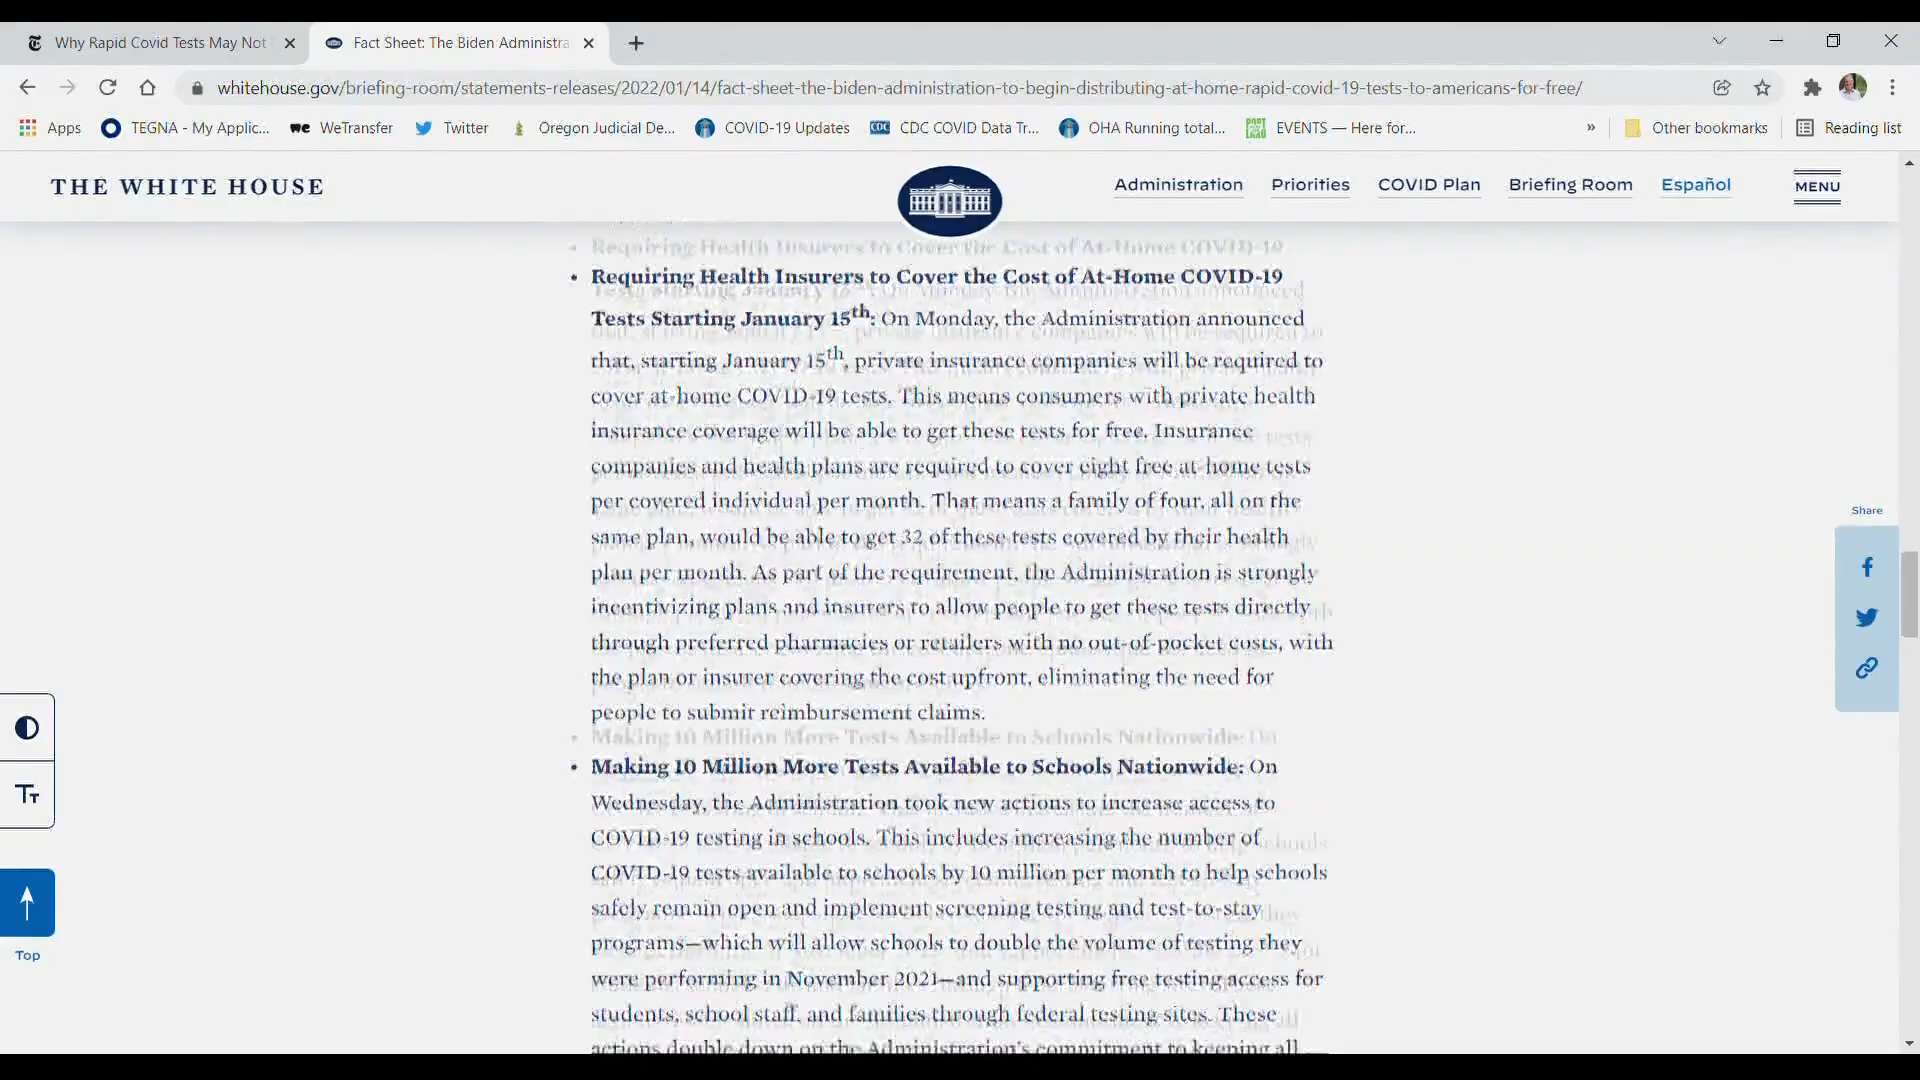 Why Rapid Covid Tests May Not
Fact Sheet: The Biden Administra
whitehouse.gov/briefing-room/statements-releases/2022/01/14/fact-sheet-the-biden-administration-to-begin-distributing-at-home-rapid-covid-19-tests-to-americans-for-free/
Apps
TEGNA - My Applic...
WeTransfer
Twitter
Oregon Judicial De...
COVID-19 Updates
CDC COVID Data Tr...
OHA Running total...
EVENTS — Here for...
»
Other bookmarks
Reading list
THE WHITE HOUSE
Administration
Priorities
COVID Plan
Briefing Room
Español
MENU
• Requiring Health Insurers to Cover the Cost of At-Home COVID-19
Tests Starting January 15th: On Monday, the Administration announced
that, starting January 15th, private insurance companies will be required to
cover at-home COVID-19 tests. This means consumers with private health
insurance coverage will be able to get these tests for free. Insurance
companies and health plans are required to cover eight free at-home tests
per covered individual per month. That means a family of four, all on the
same plan, would be able to get 32 of these tests covered by their health
plan per month. As part of the requirement, the Administration is strongly
incentivizing plans and insurers to allow people to get these tests directly
through preferred pharmacies or retailers with no out-of-pocket costs, with
the plan or insurer covering the cost upfront, eliminating the need for
people to submit reimbursement claims.
• Making 10 Million More Tests Available to Schools Nationwide: On
Wednesday, the Administration took new actions to increase access to
COVID-19 testing in schools. This includes increasing the number of
COVID-19 tests available to schools by 10 million per month to help schools
safely remain open and implement screening testing and test-to-stay
programs—which will allow schools to double the volume of testing they
were performing in November 2021—and supporting free testing access for
students, school staff, and families through federal testing sites. These
actions double down on the Administration's commitment to keeping all
Share
Tт
Top